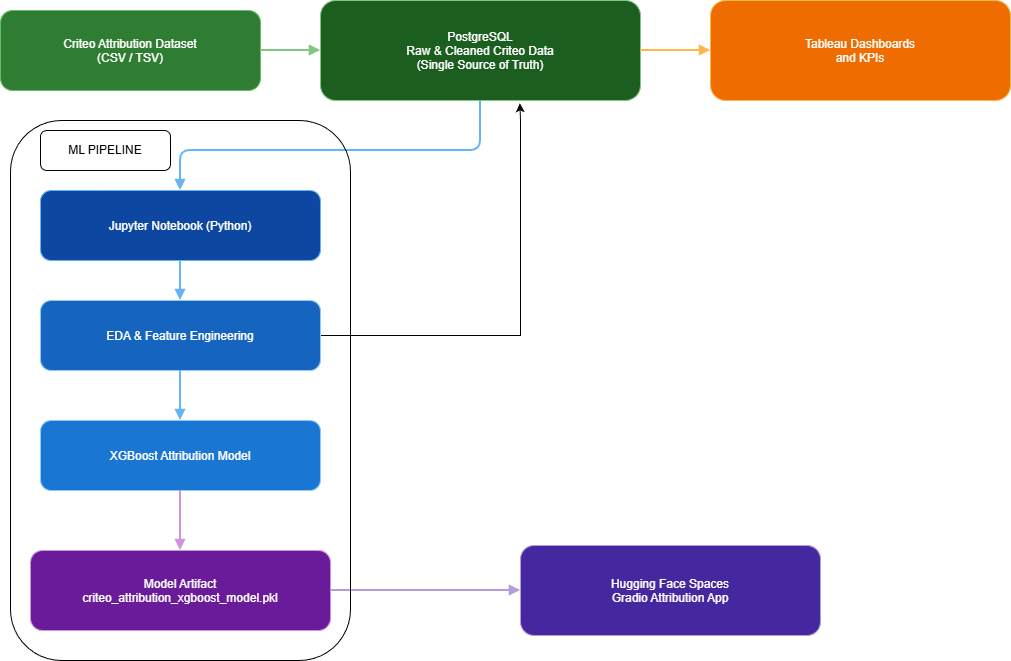 Criteo Attribution Dataset
(CSV / TSV)
PostgreSQL
Raw & Cleaned Criteo Data
(Single Source of Truth)
Tableau Dashboards
and KPIs
ML PIPELINE
Jupyter Notebook (Python)
EDA & Feature Engineering
XGBoost Attribution Model
Model Artifact
criteo_attribution_xgboost_model.pkl
Hugging Face Spaces
Gradio Attribution App